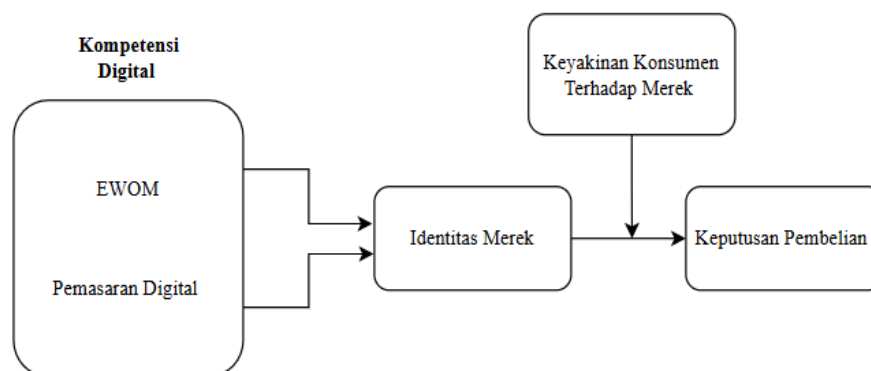 Kompetensi
Digital
EWOM
Pemasaran Digital
Identitas Merek
Keyakinan Konsumen
Terhadap Merek
Keputusan Pembelian